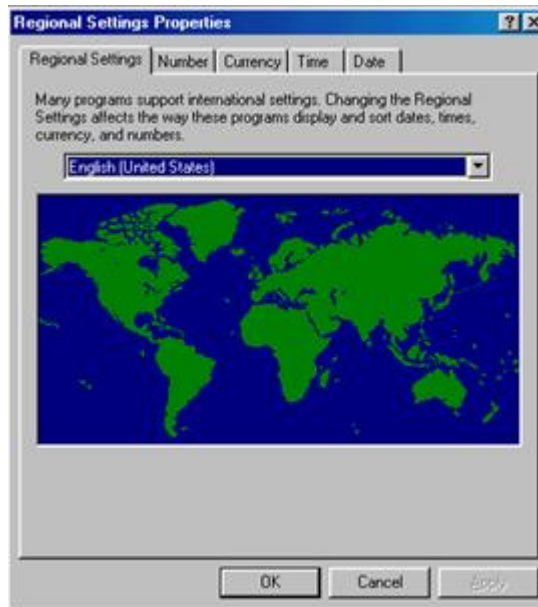 Regional Settings Properties
Regional Settings Number Currency Time Date
Many programs support international settings. Changing the Regional
Settings affects the way these programs display and sort dates, times,
currency, and numbers.
English (United States)
OK Cancel Apply